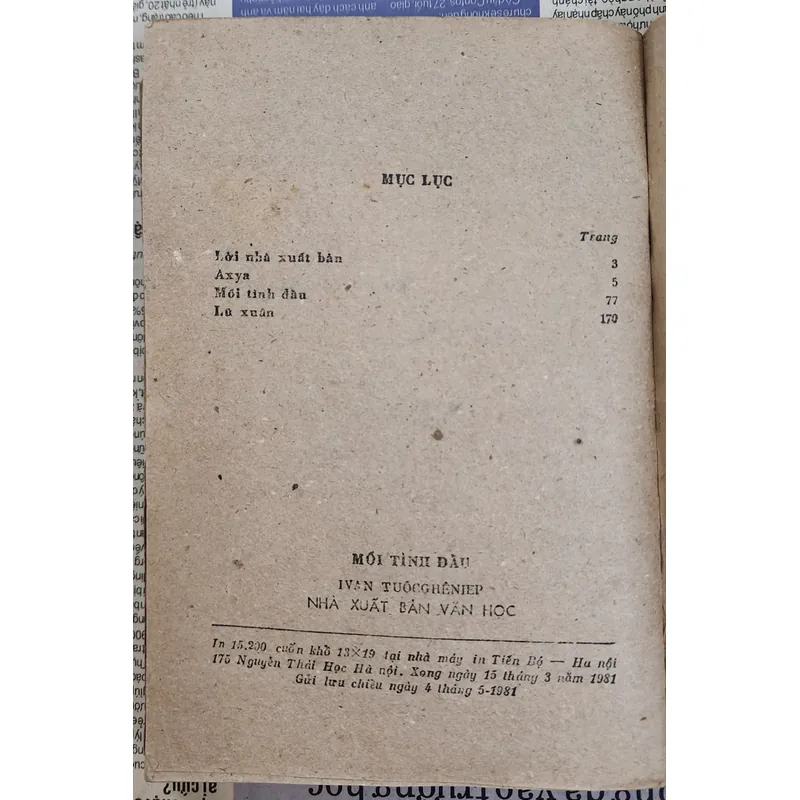 MỤC LỤC
Trang
Lời nhà xuất bản 3
Axya 5
Mối tình đầu 77
Lũ xuân 170
MỐI TÌNH ĐẦU
IVAN TUỐCGHÊNIEP
NHÀ XUẤT BẢN VĂN HỌC
In 15.200 cuốn khổ 13×19 tại nhà máy in Tiến Bộ — Ha nội
175 Nguyễn Thái Học Hà nội. Xong ngày 15 tháng 3 năm 1981
Gửi lưu chiểu ngày 4 tháng 5-1981